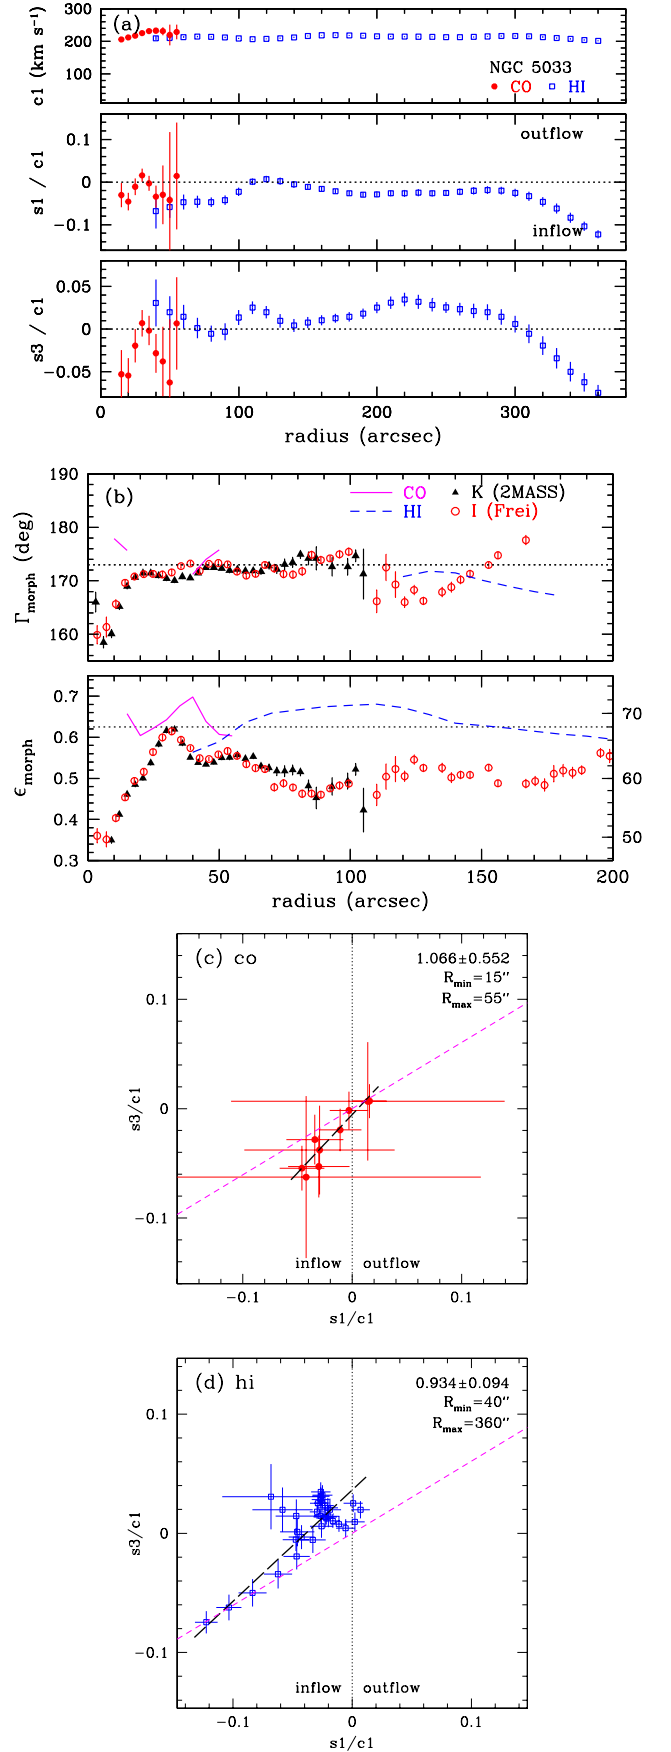 (a)
300
200
100
c1 (km s⁻¹)
NGC 5033
CO HI
0.1
0
−0.1
s1 / c1
outflow
inflow
0.05
0
−0.05
s3 / c1
0 100 200 300
radius (arcsec)
(b)
190
180
170
160
Γmorph (deg)
CO K (2MASS)
HI I (Frei)
0.7
0.6
0.5
0.4
0.3
ϵmorph
70
60
50
0 50 100 150 200
radius (arcsec)
(c) co
1.066±0.552
Rmin=15″
Rmax=55″
0.1
0
−0.1
s3/c1
inflow outflow
−0.1 0 0.1
s1/c1
(d) hi
0.934±0.094
Rmin=40″
Rmax=360″
0.1
0
−0.1
s3/c1
inflow outflow
−0.1 0 0.1
s1/c1